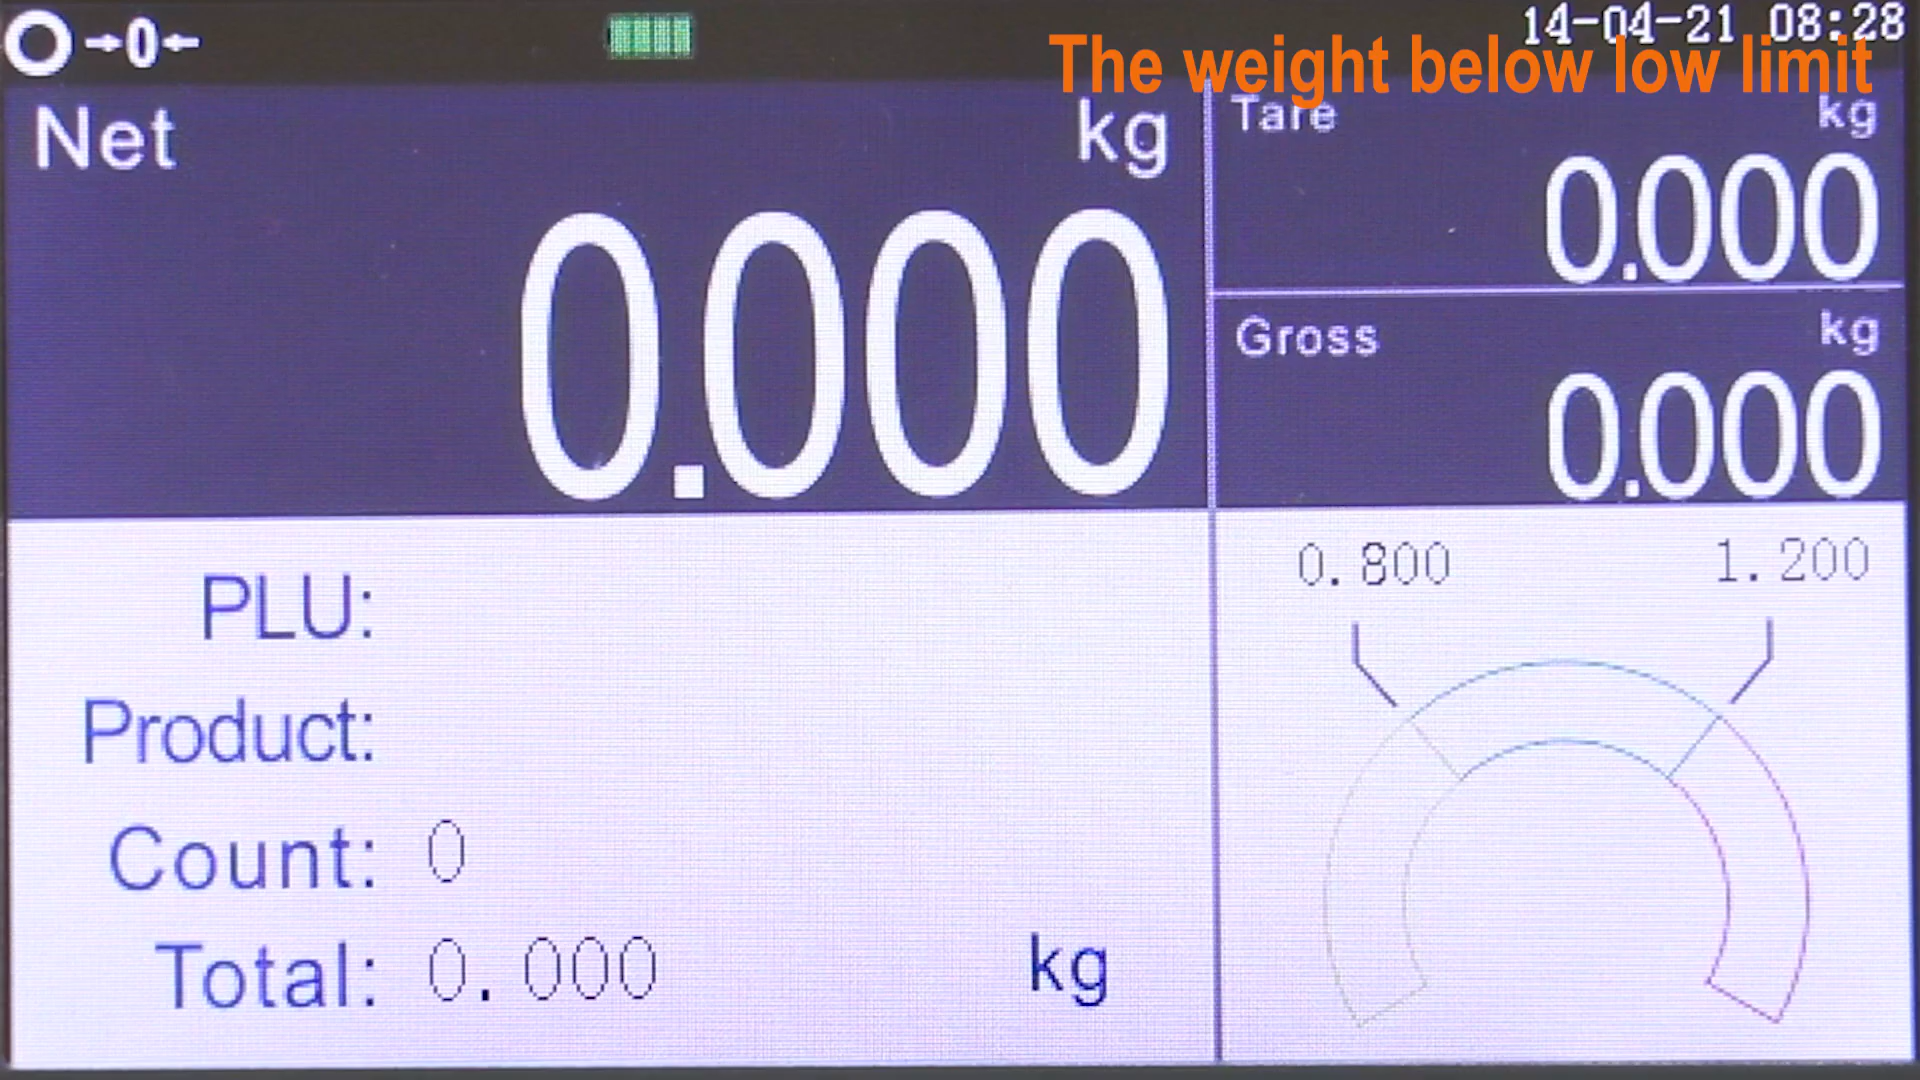 →0←
14-04-21 08:28
The weight below low limit
Net kg
0.000
Tare kg
0.000
Gross kg
0.000
PLU:
Product:
Count: 0
Total: 0.000 kg
0.800 1.200